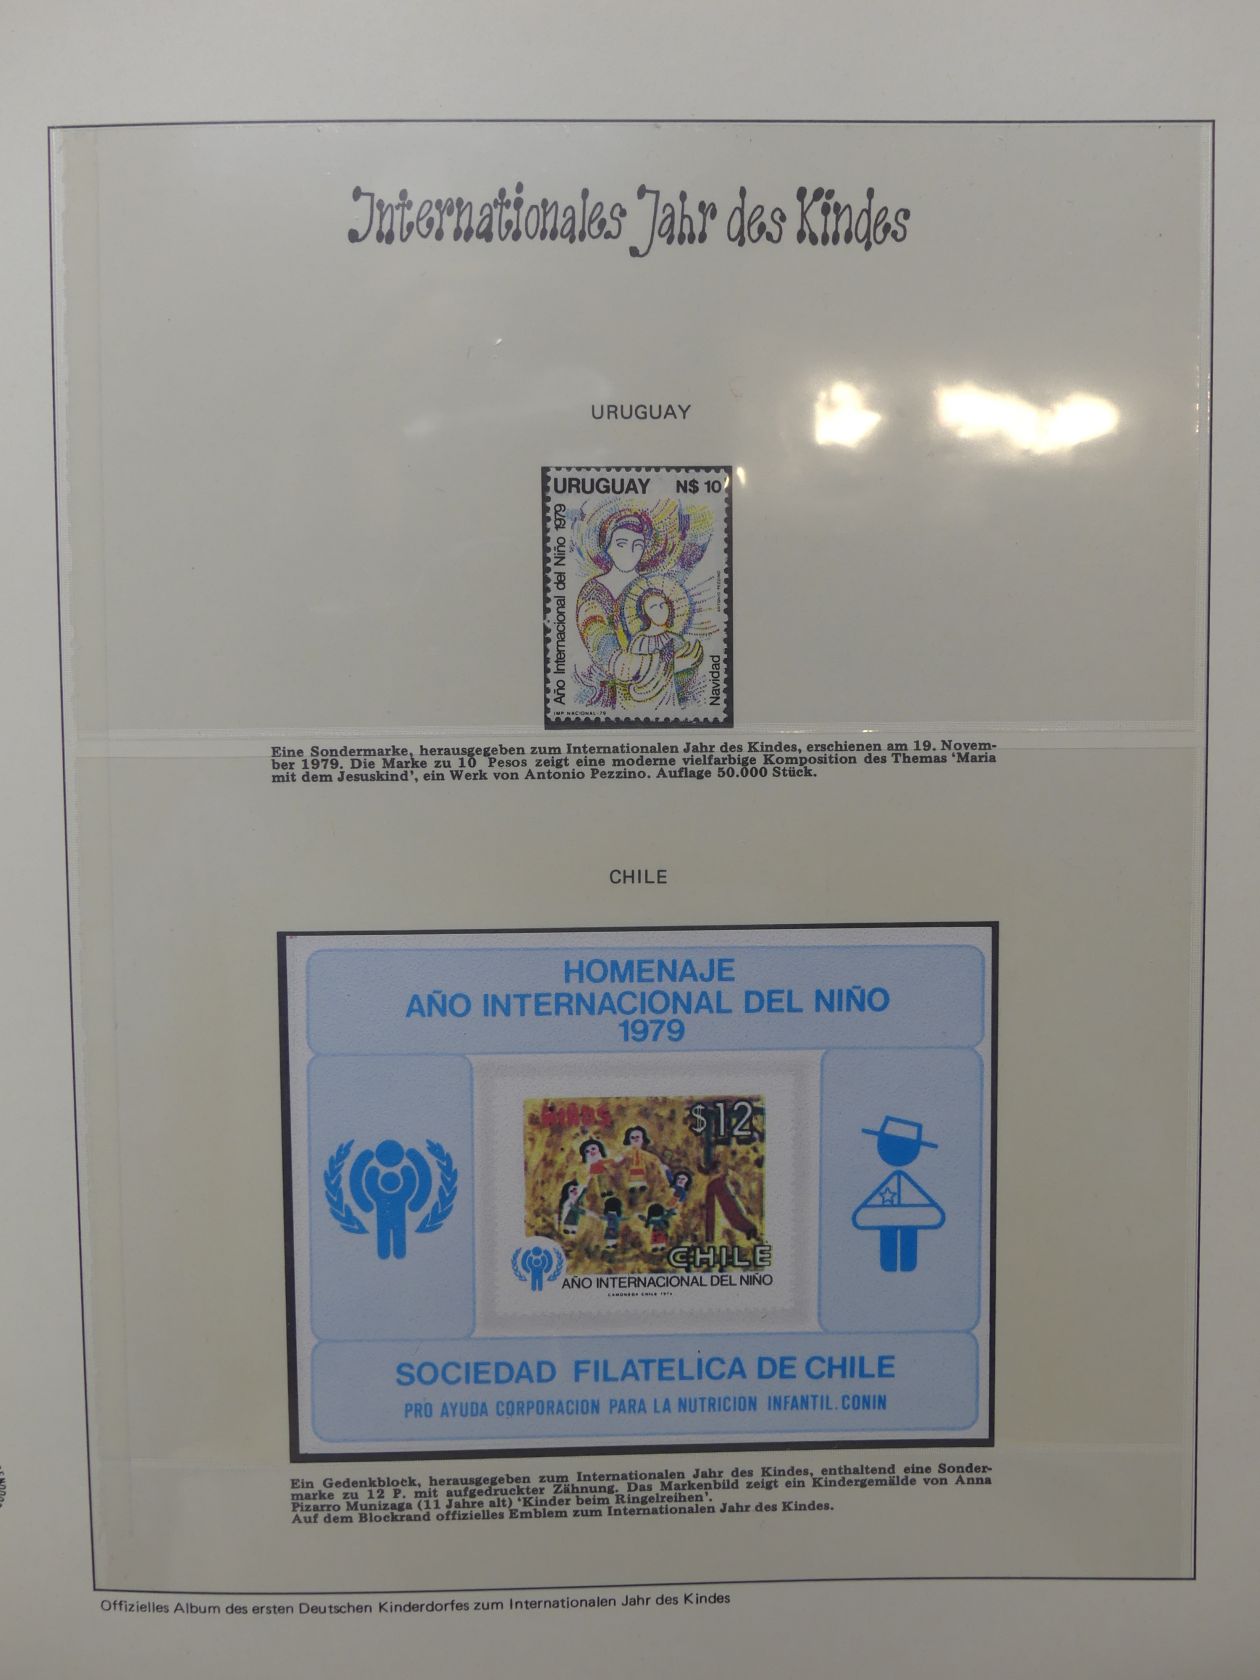 Internationales Jahr des Kindes
URUGUAY
URUGUAY N$ 10
Año Internacional del Niño 1979
ANTONIO PEZZINO
Navidad
IMP. NACIONAL-79
Eine Sondermarke, herausgegeben zum Internationalen Jahr des Kindes, erschienen am 19. Novem-
ber 1979. Die Marke zu 10 Pesos zeigt eine moderne vielfarbige Komposition des Themas ‘Maria
mit dem Jesuskind’, ein Werk von Antonio Pezzino. Auflage 50.000 Stück.
CHILE
HOMENAJE
AÑO INTERNACIONAL DEL NIÑO
1979
NIÑOS $12
CHILE
AÑO INTERNACIONAL DEL NIÑO
SOCIEDAD FILATELICA DE CHILE
PRO AYUDA CORPORACION PARA LA NUTRICION INFANTIL. CONIN
Ein Gedenkblock, herausgegeben zum Internationalen Jahr des Kindes, enthaltend eine Sonder-
marke zu 12 P. mit aufgedruckter Zähnung. Das Markenbild zeigt ein Kindergemälde von Anna
Pizarro Munizaga (11 Jahre alt) ‘Kinder beim Ringelreihen’.
Auf dem Blockrand offizielles Emblem zum Internationalen Jahr des Kindes.
Offizielles Album des ersten Deutschen Kinderdorfes zum Internationalen Jahr des Kindes